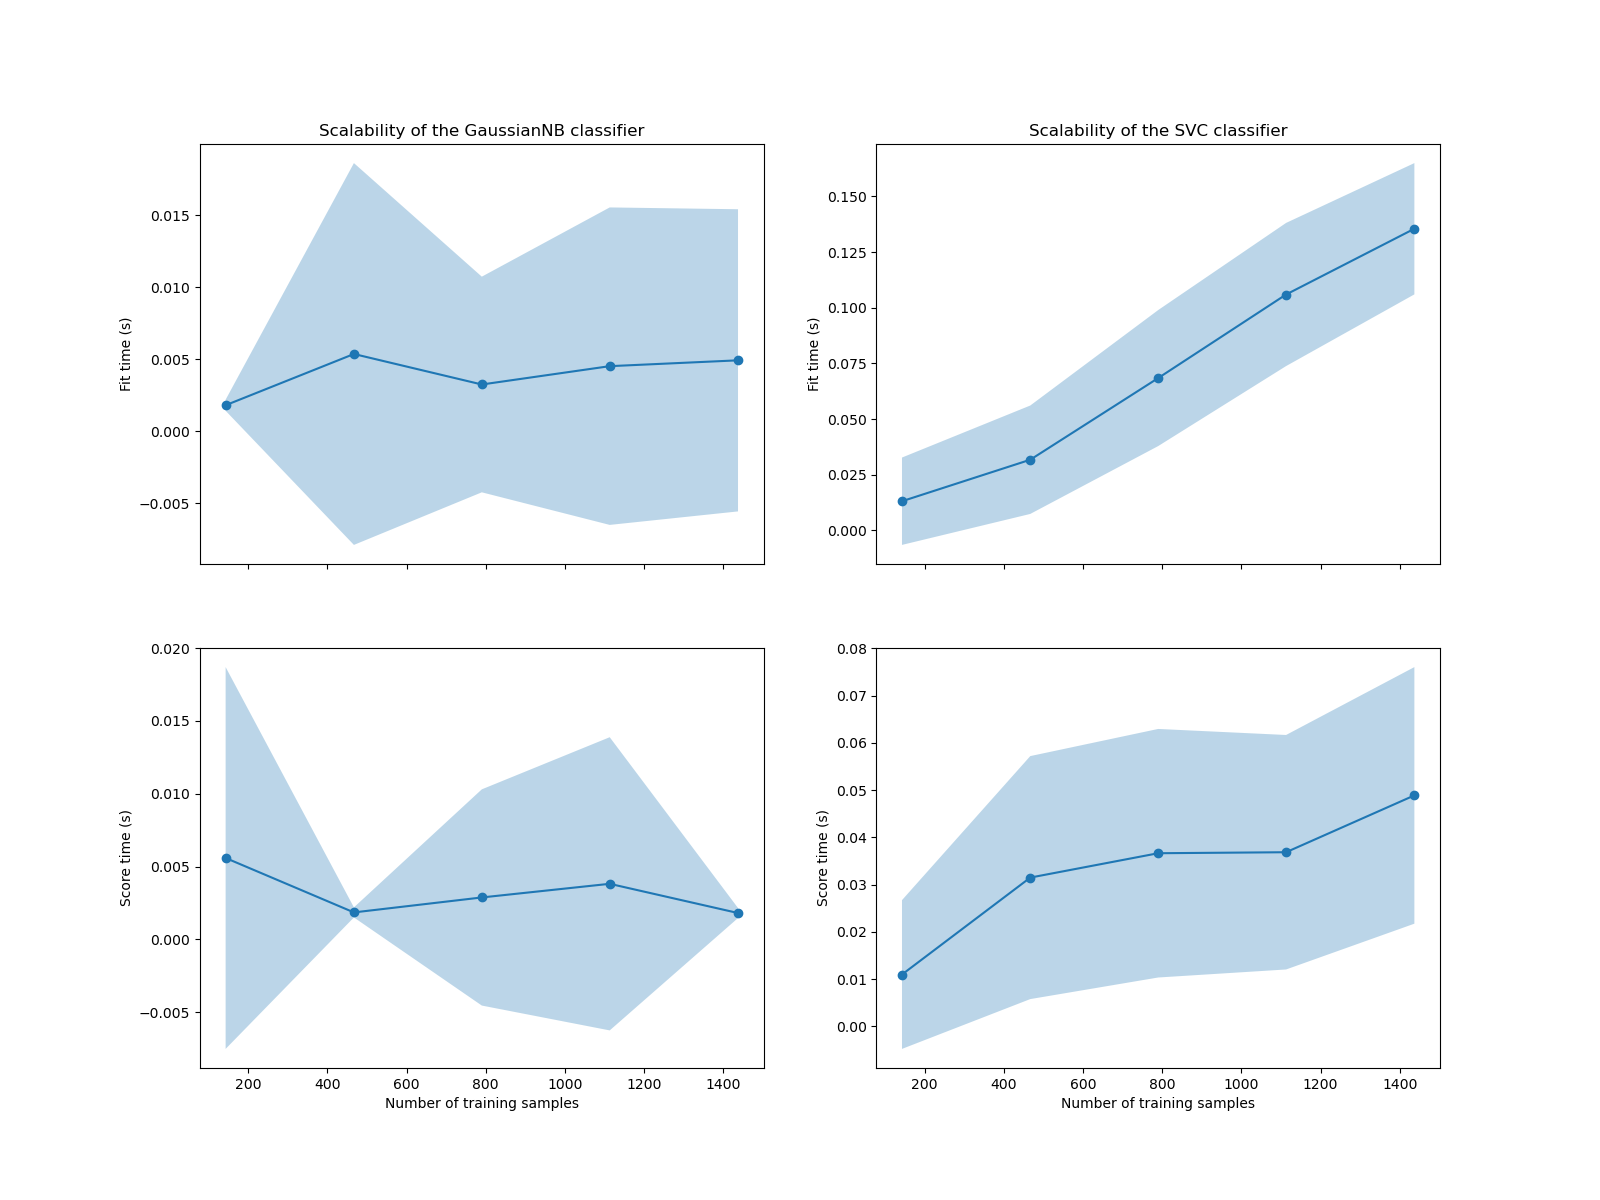 Scalability of the GaussianNB classifier
0.015
0.010
0.005
0.000
−0.005
Fit time (s)
Scalability of the SVC classifier
0.150
0.125
0.100
0.075
0.050
0.025
0.000
Fit time (s)
0.020
0.015
0.010
0.005
0.000
−0.005
Score time (s)
200 400 600 800 1000 1200 1400
Number of training samples
0.08
0.07
0.06
0.05
0.04
0.03
0.02
0.01
0.00
Score time (s)
200 400 600 800 1000 1200 1400
Number of training samples